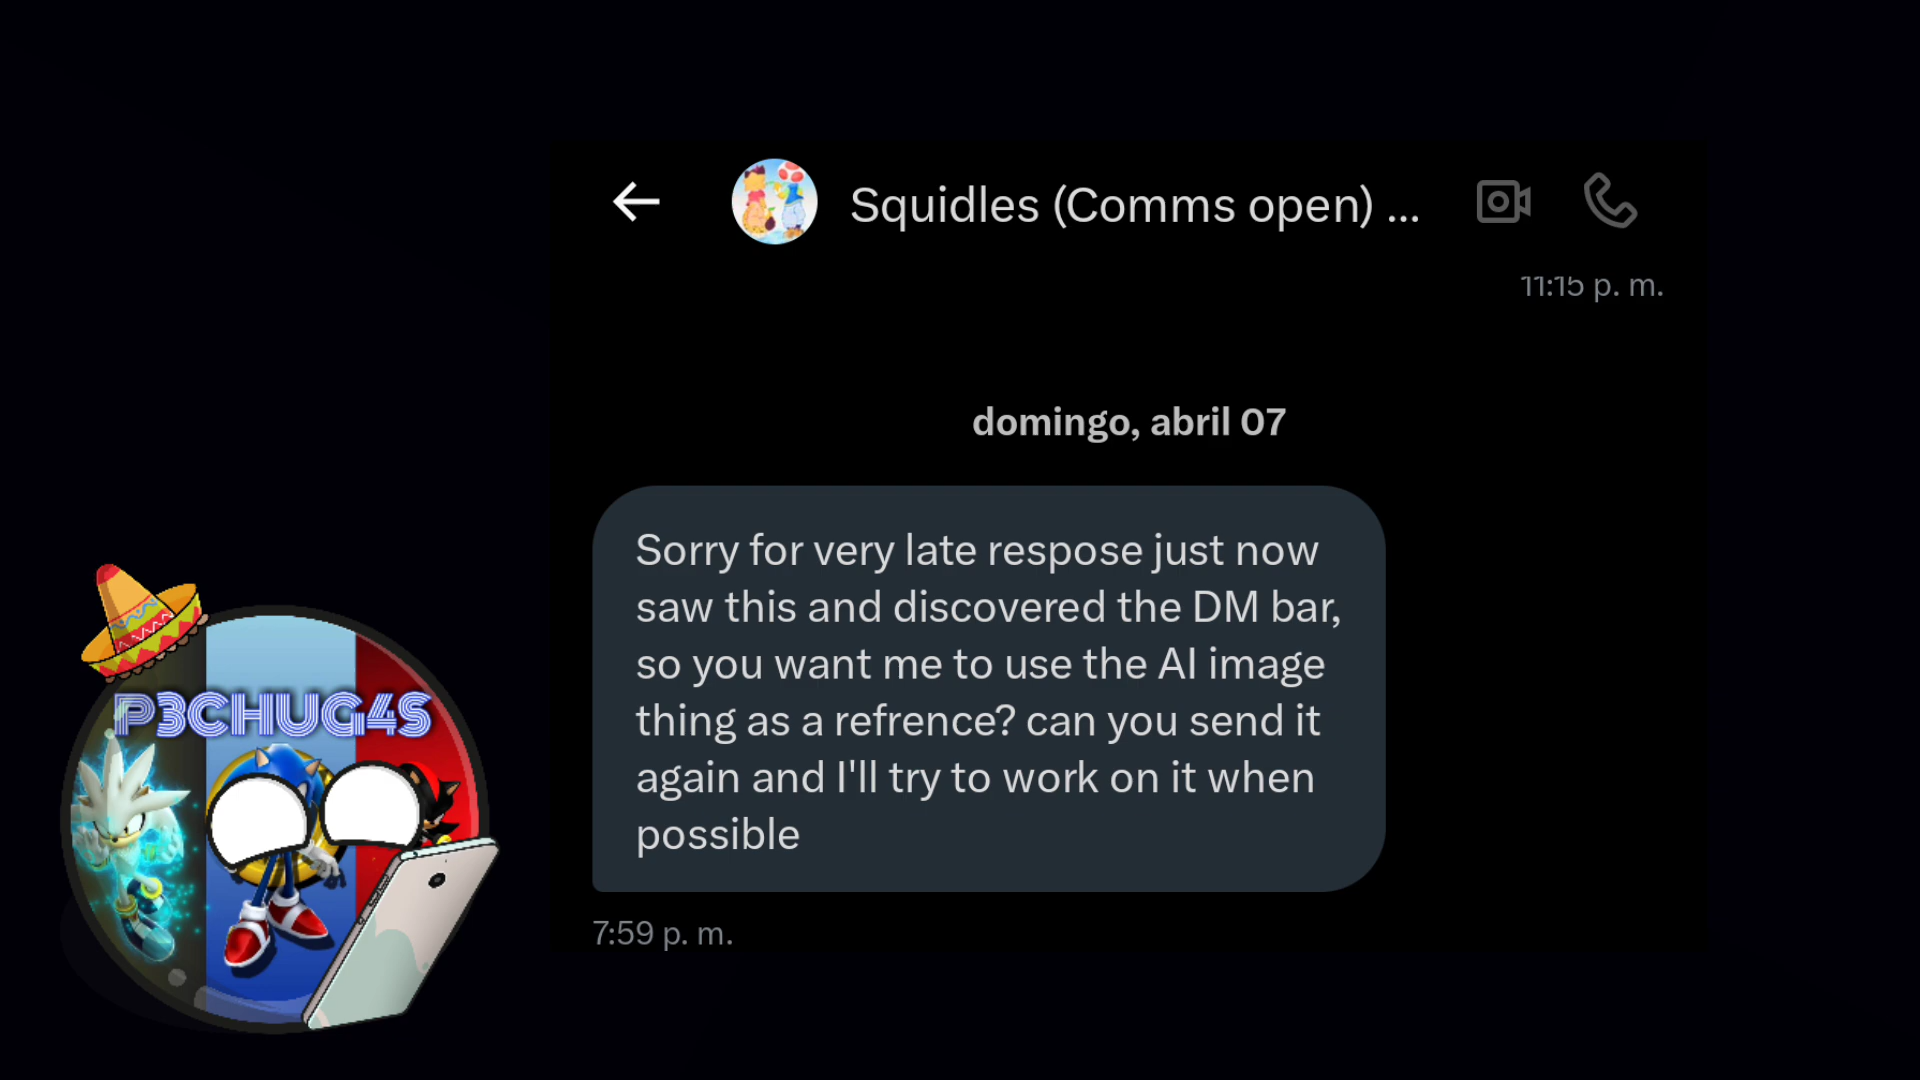 Squidles (Comms open) ...
11:15 p. m.
domingo, abril 07
Sorry for very late respose just now
saw this and discovered the DM bar,
so you want me to use the AI image
thing as a refrence? can you send it
again and I'll try to work on it when
possible
7:59 p. m.
P3CHUG4S